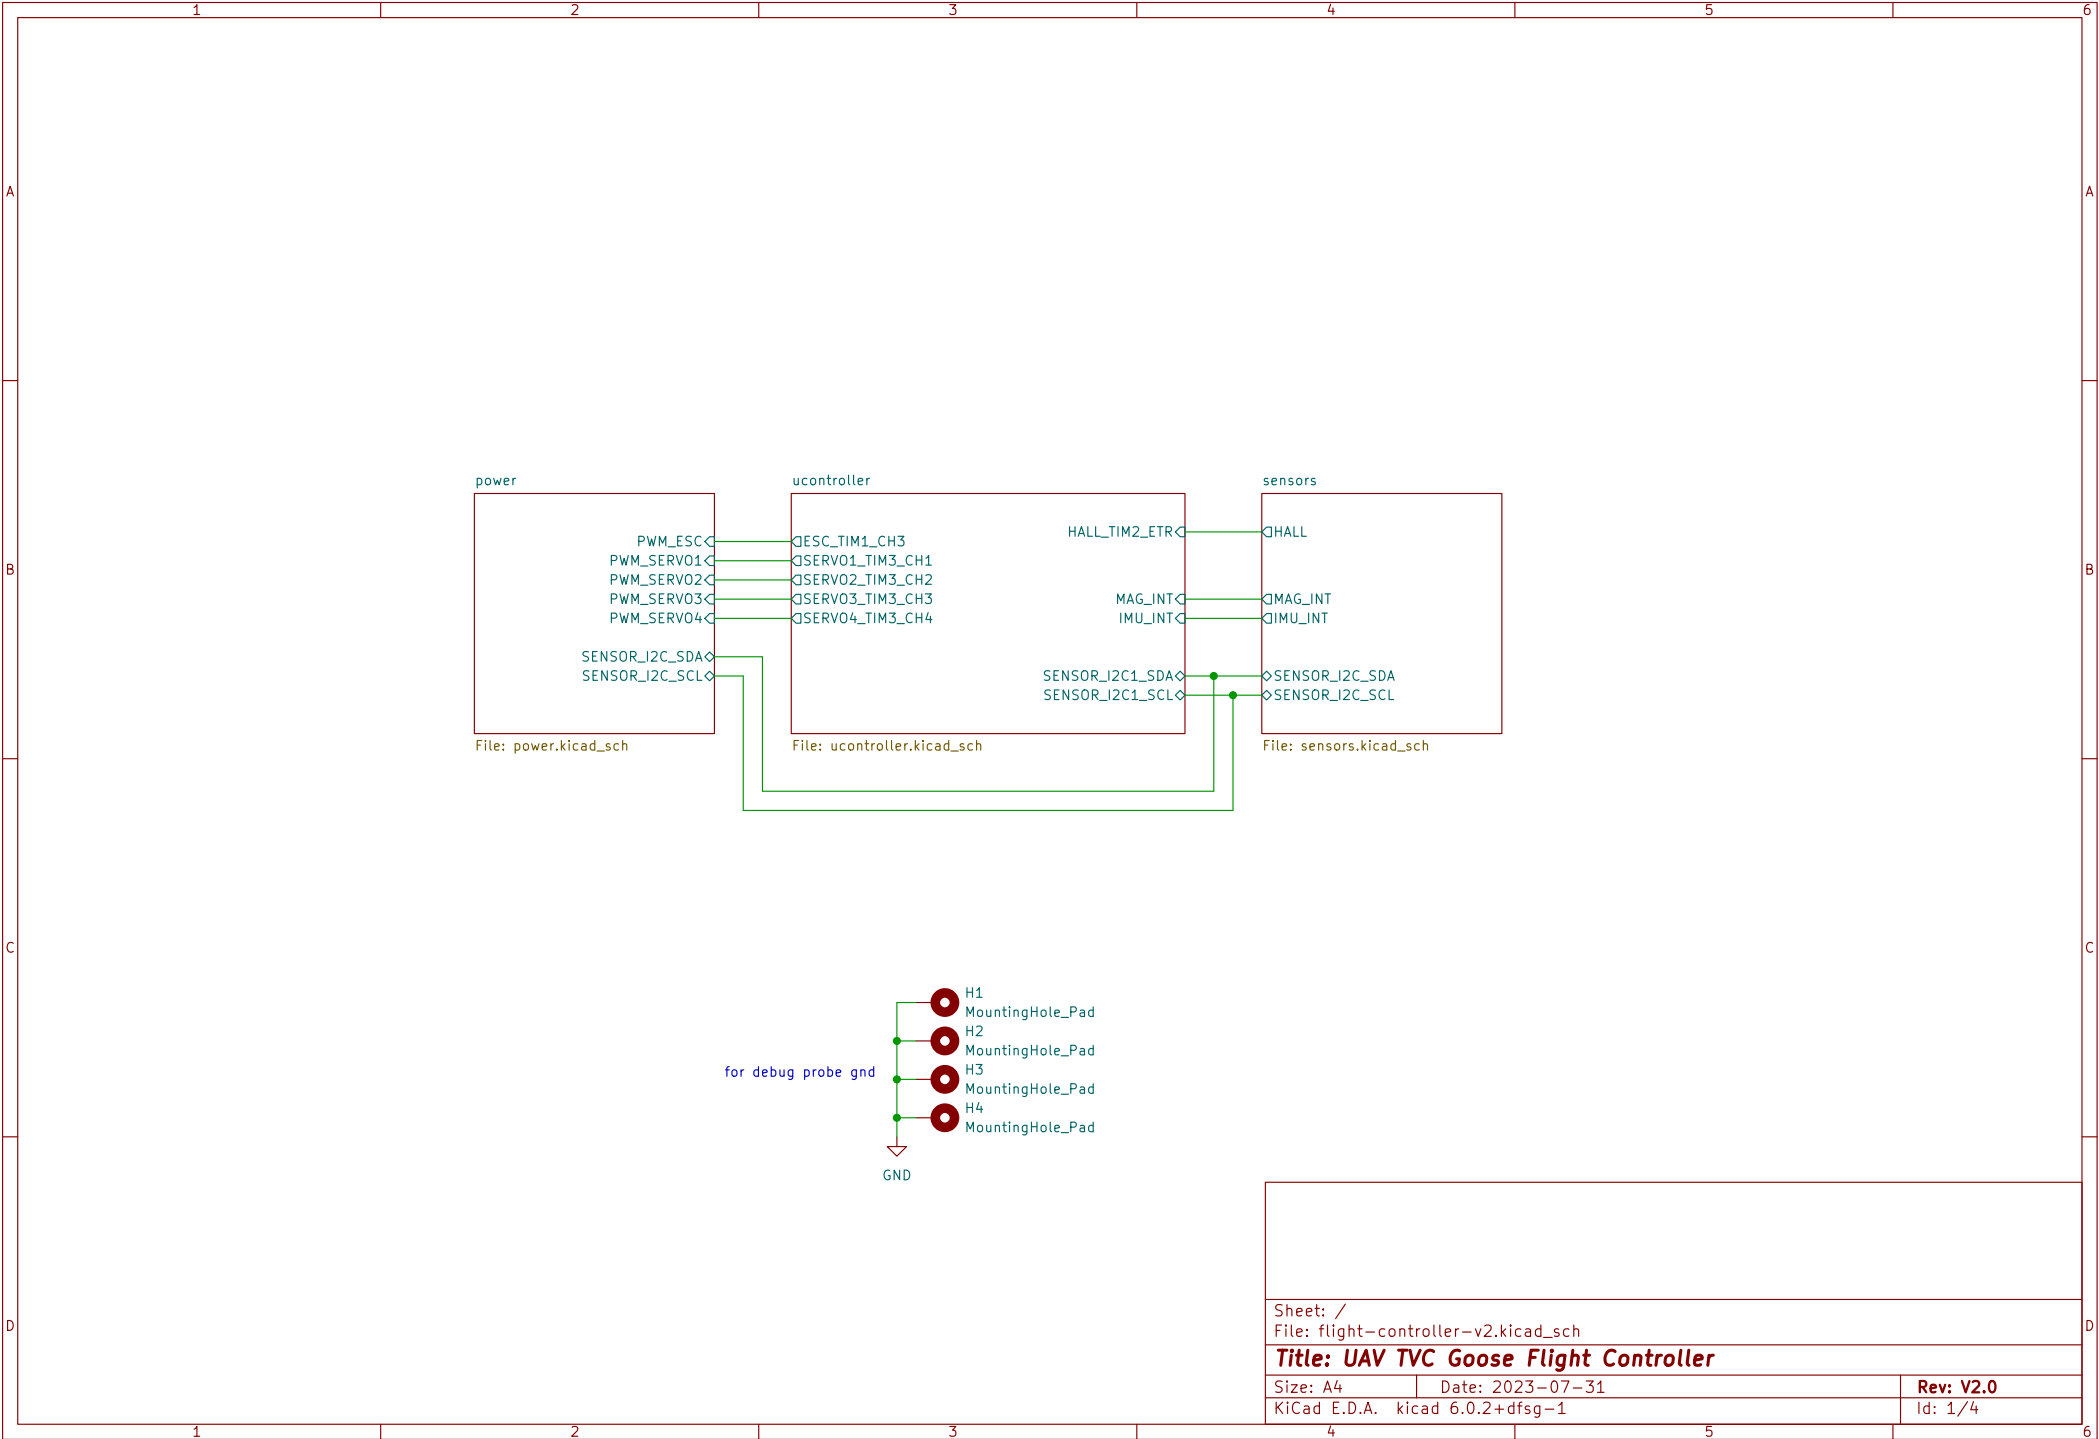 1 2 3 4 5 6
A A
B B
C C
D D
power
PWM_ESC
PWM_SERVO1
PWM_SERVO2
PWM_SERVO3
PWM_SERVO4
SENSOR_I2C_SDA
SENSOR_I2C_SCL
File: power.kicad_sch
ucontroller
ESC_TIM1_CH3
SERVO1_TIM3_CH1
SERVO2_TIM3_CH2
SERVO3_TIM3_CH3
SERVO4_TIM3_CH4
HALL_TIM2_ETR
MAG_INT
IMU_INT
SENSOR_I2C1_SDA
SENSOR_I2C1_SCL
File: ucontroller.kicad_sch
sensors
HALL
MAG_INT
IMU_INT
SENSOR_I2C_SDA
SENSOR_I2C_SCL
File: sensors.kicad_sch
for debug probe gnd
H1
MountingHole_Pad
H2
MountingHole_Pad
H3
MountingHole_Pad
H4
MountingHole_Pad
GND
Sheet: /
File: flight-controller-v2.kicad_sch
Title: UAV TVC Goose Flight Controller
Size: A4 Date: 2023-07-31 Rev: V2.0
KiCad E.D.A. kicad 6.0.2+dfsg-1 Id: 1/4
1 2 3 4 5 6